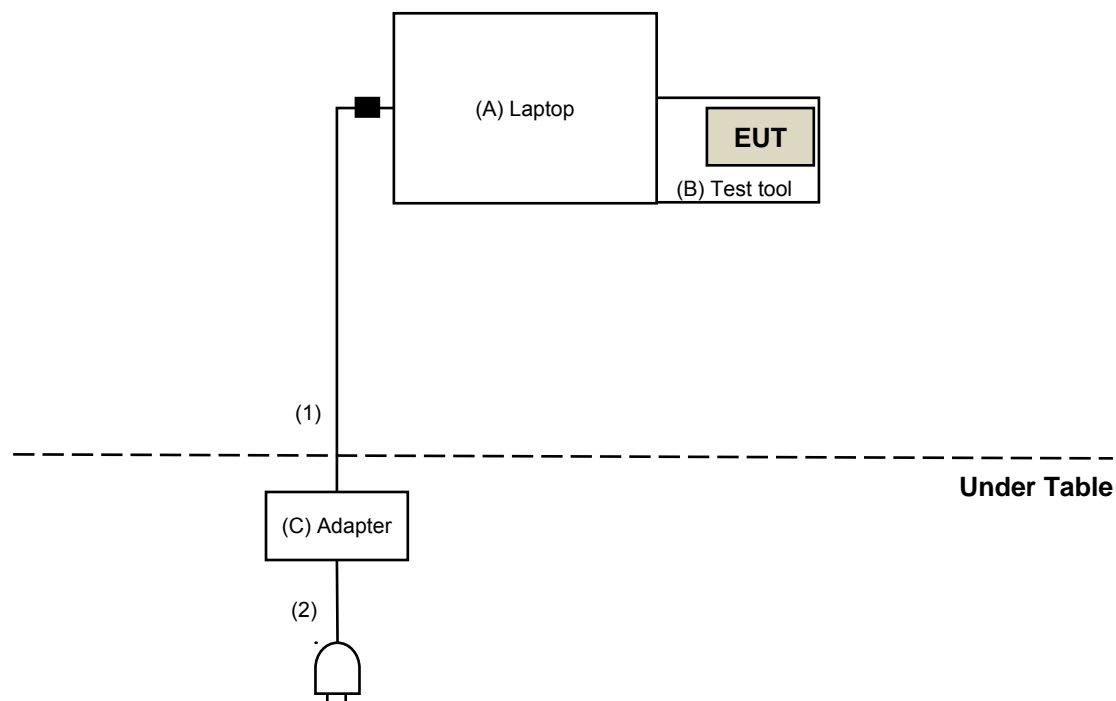 (A) Laptop
EUT
(B) Test tool
(1)
Under Table
(C) Adapter
(2)